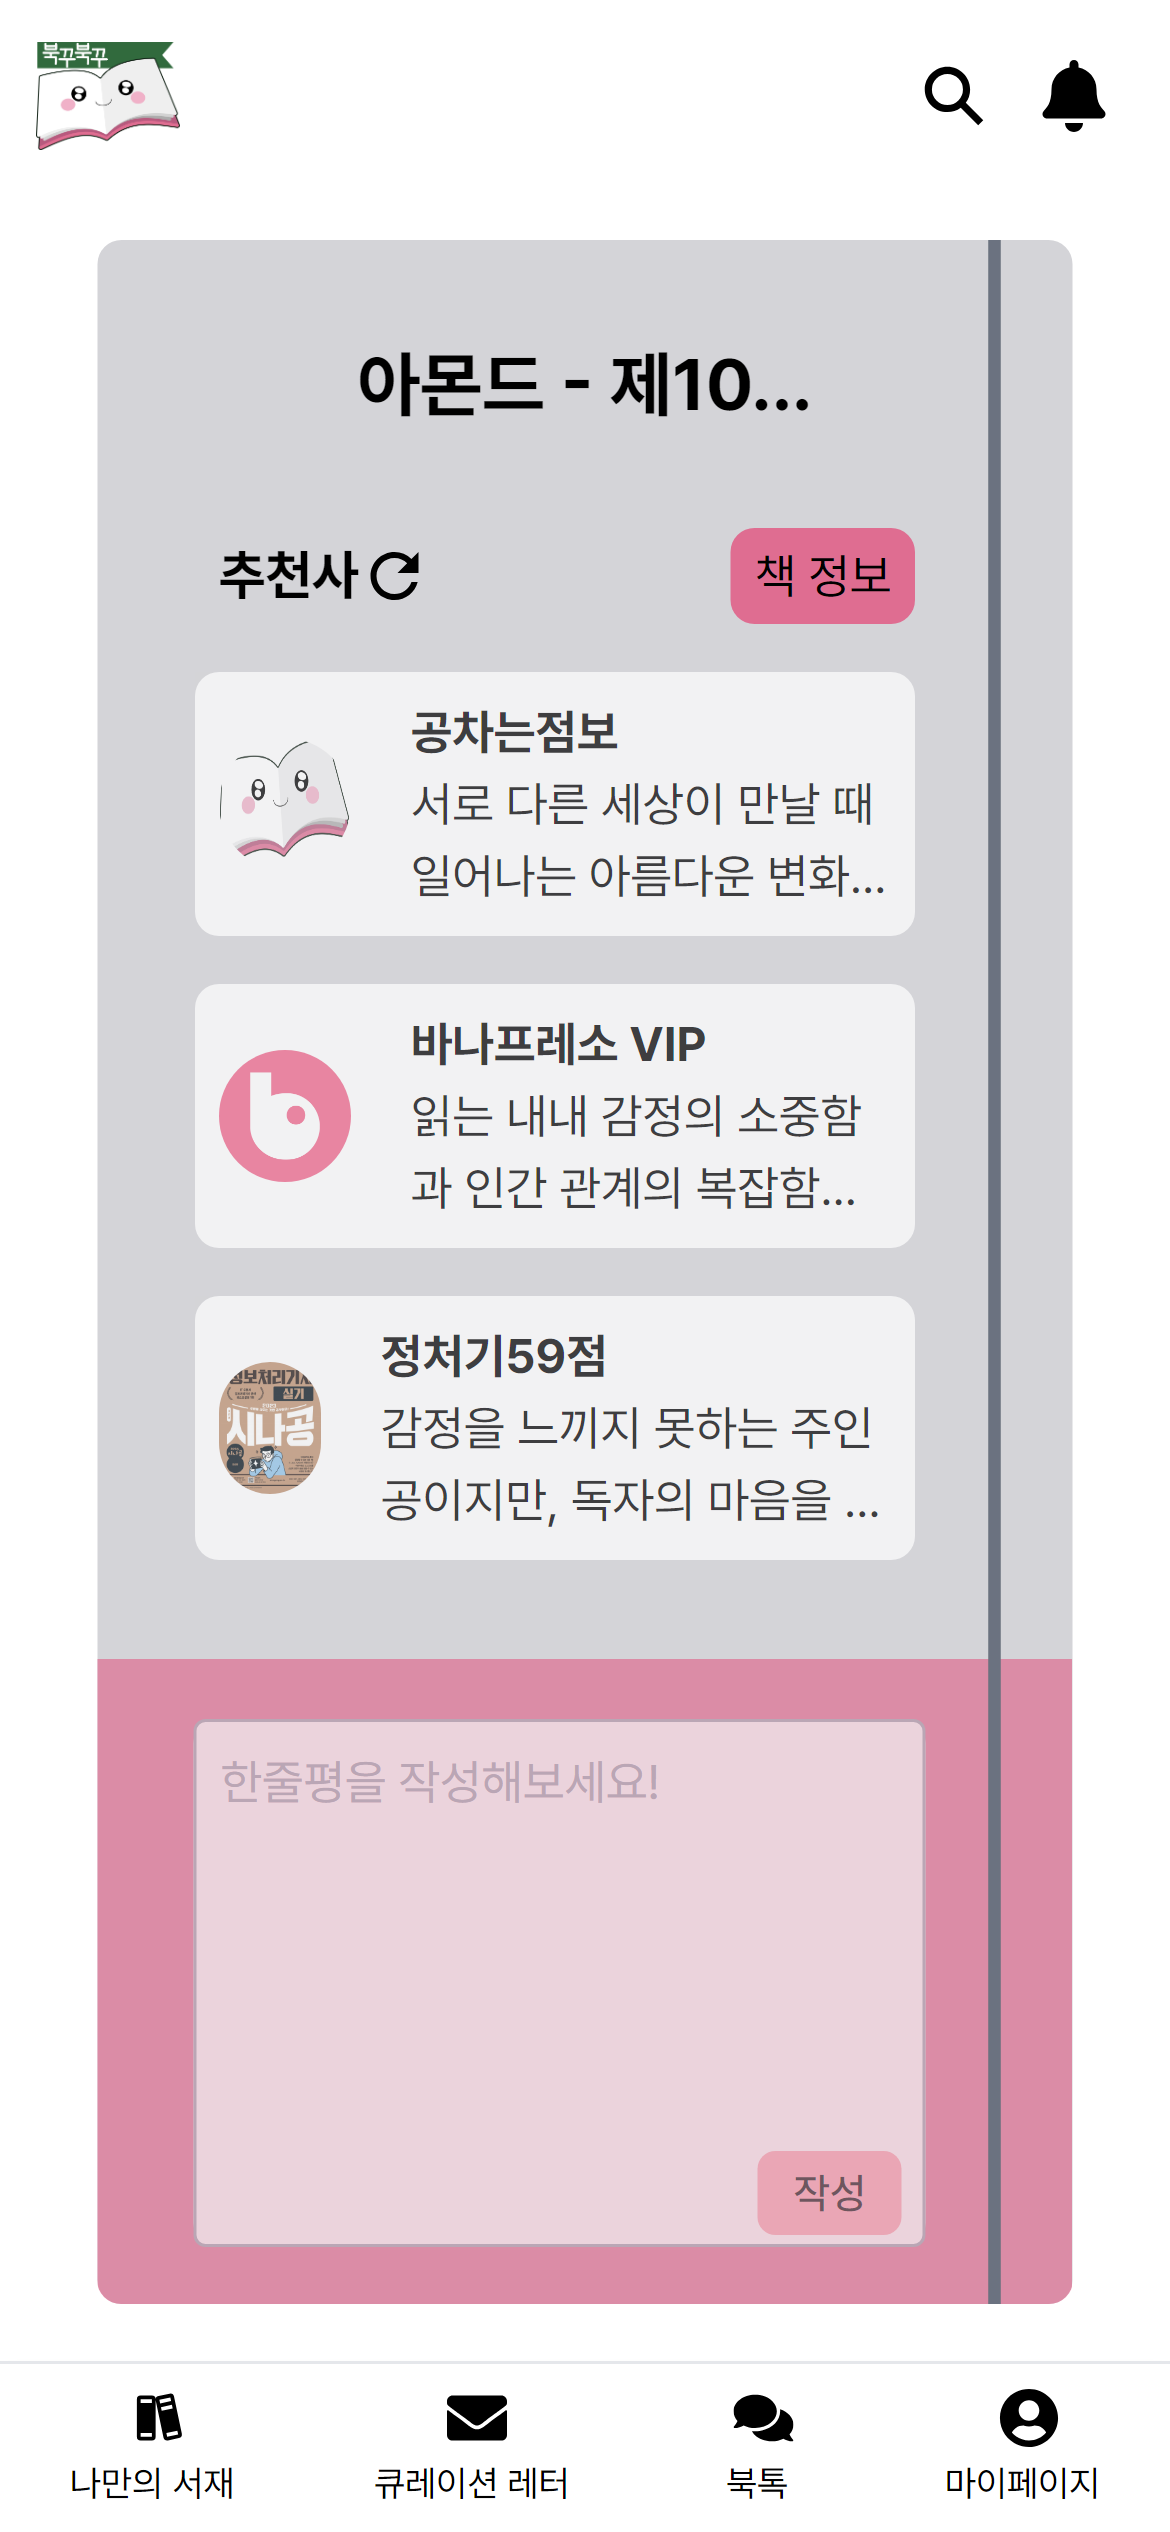 북꾸북꾸
아몬드 - 제10...
추천사
책 정보
공차는점보
서로 다른 세상이 만날 때
일어나는 아름다운 변화...
바나프레소 VIP
읽는 내내 감정의 소중함
과 인간 관계의 복잡함...
정처기59점
감정을 느끼지 못하는 주인
공이지만, 독자의 마음을 ...
정보처리기사
실기
시나공
한줄평을 작성해보세요!
작성
나만의 서재
큐레이션 레터
북톡
마이페이지